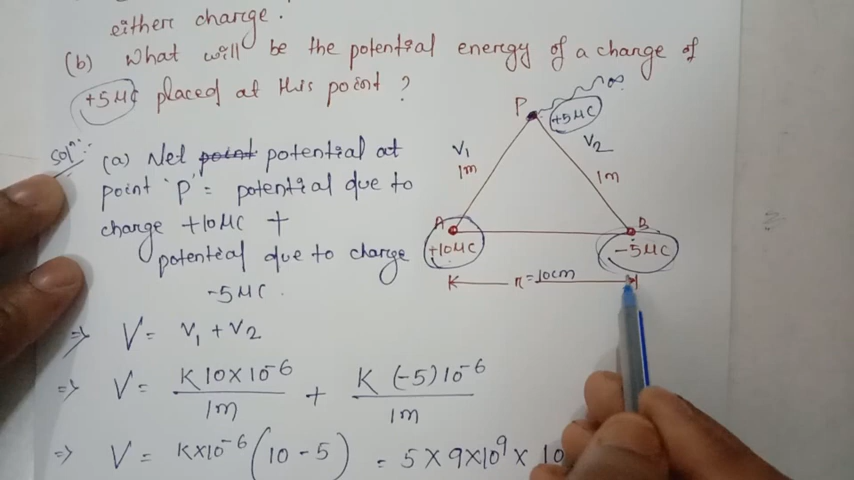 either charge.
(b) What will be the potential energy of a charge of
+5μC placed at this point ?
Solⁿ:
(a) Net point potential at
point 'P' = potential due to
charge +10μC +
potential due to charge
-5μC.
P
+5μC
∞
V₁
1m
V₂
1m
A
+10μC
B
-5μC
r=10cm
=> V = V₁ + V₂
=> V = K10×10⁻⁶/1m + K(-5)10⁻⁶/1m
=> V = K×10⁻⁶(10-5) = 5×9×10⁹×10